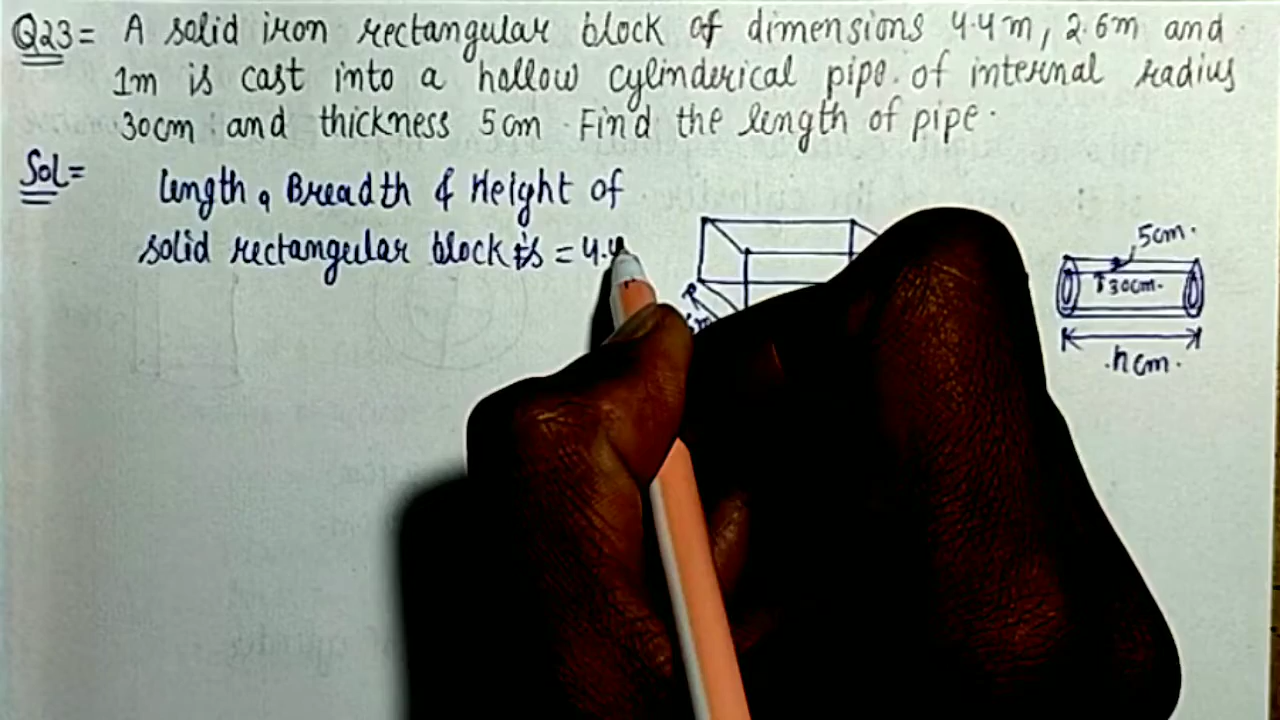 Q23= A solid iron rectangular block of dimensions 4.4m, 2.6m and
1m is cast into a hollow cylinderical pipe. of internal radius
30cm and thickness 5cm. Find the length of pipe.
Sol= Length, Breadth & Height of
solid rectangular block is = 4.4
5cm.
30cm.
hcm.